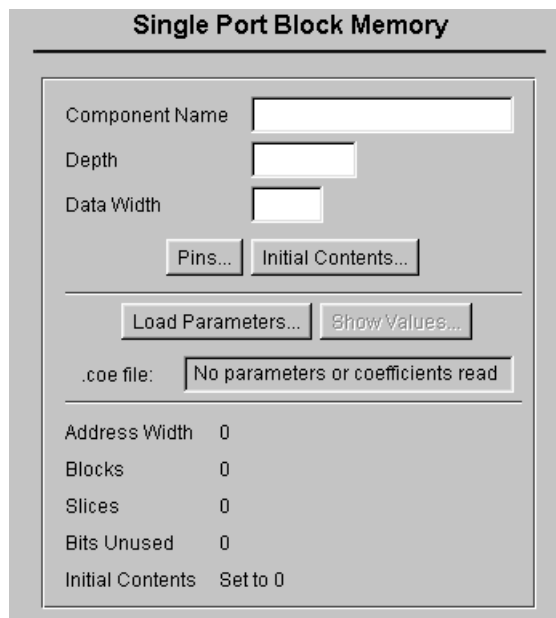 Single Port Block Memory
Component Name
Depth
Data Width
Pins... Initial Contents...
Load Parameters... Show Values...
.coe file: No parameters or coefficients read
Address Width 0
Blocks 0
Slices 0
Bits Unused 0
Initial Contents Set to 0